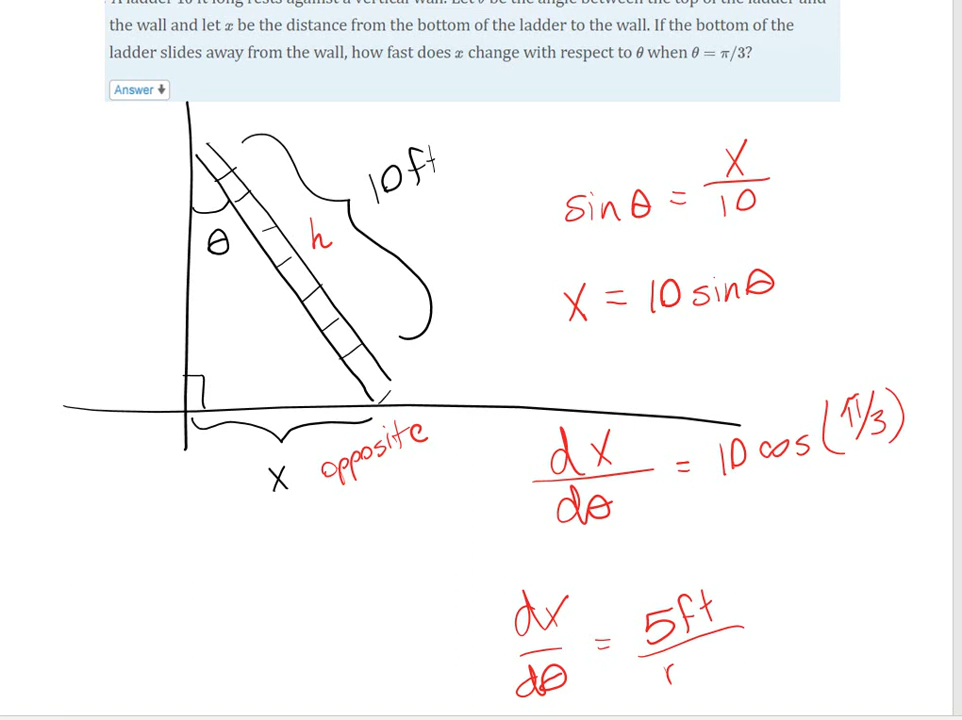 the wall and let x be the distance from the bottom of the ladder to the wall. If the bottom of the
ladder slides away from the wall, how fast does x change with respect to θ when θ = π/3?
Answer
10ft
θ
h
x opposite
sinθ = x/10
x = 10 sinθ
dx/dθ = 10 cos(π/3)
dx/dθ = 5ft/r